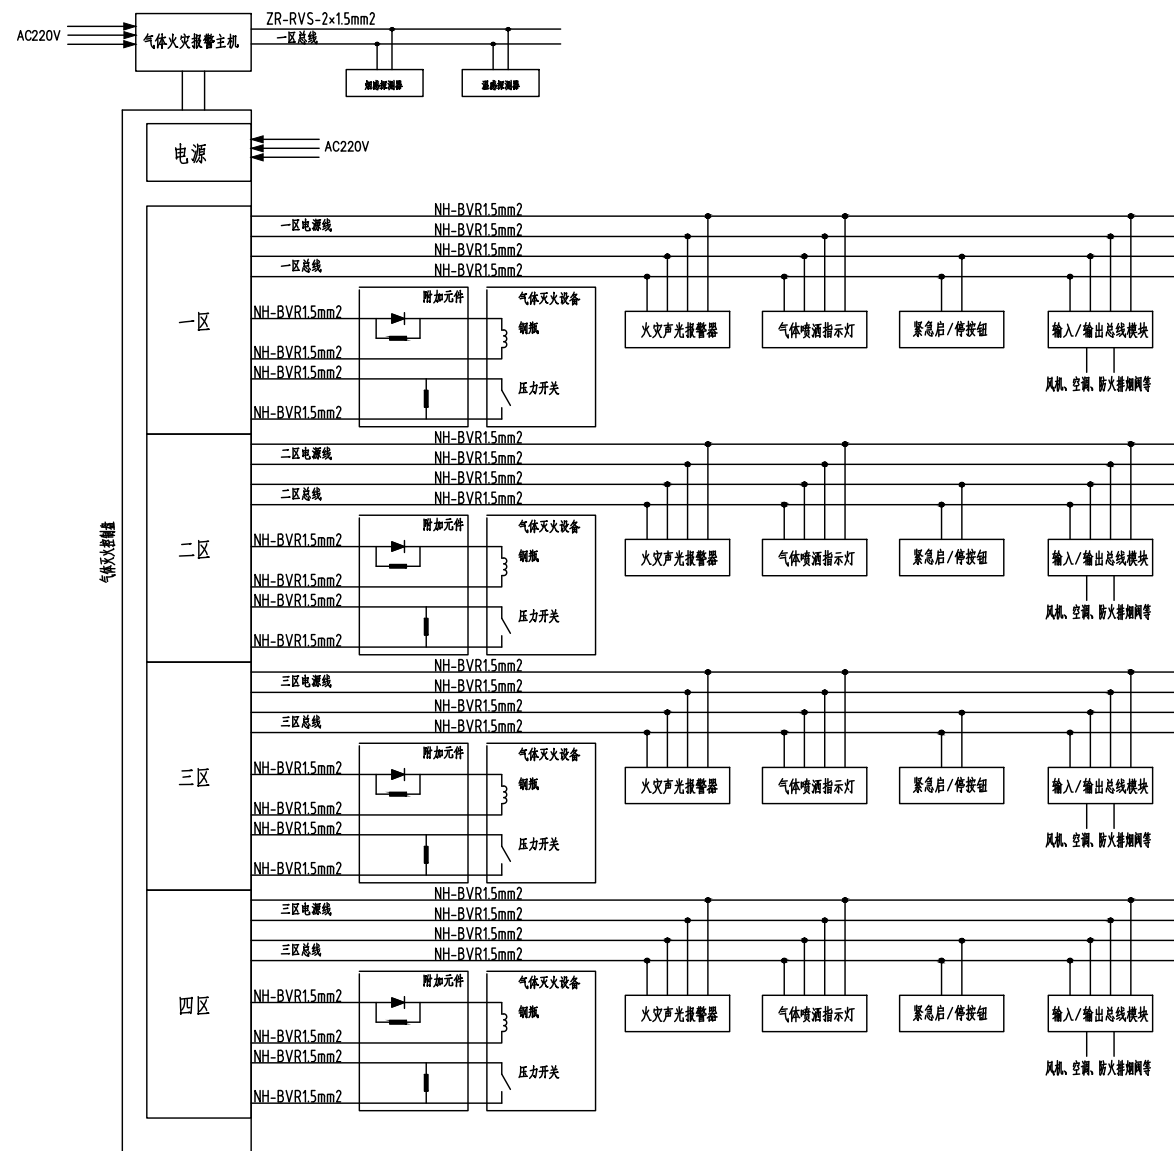 ZR-RVS-2×1.5mm2
AC220V
气体火灾报警主机
一区总线
烟感探测器
温感探测器
电源
AC220V
NH-BVR1.5mm2
一区电源线
NH-BVR1.5mm2
NH-BVR1.5mm2
一区总线
NH-BVR1.5mm2
一区
NH-BVR1.5mm2
NH-BVR1.5mm2
NH-BVR1.5mm2
NH-BVR1.5mm2
附加元件
气体灭火设备
钢瓶
压力开关
火灾声光报警器
气体喷洒指示灯
紧急启/停按钮
输入/输出总线模块
风机、空调、防火排烟阀等
NH-BVR1.5mm2
二区电源线
NH-BVR1.5mm2
NH-BVR1.5mm2
二区总线
NH-BVR1.5mm2
气体灭火控制盘
二区
NH-BVR1.5mm2
NH-BVR1.5mm2
NH-BVR1.5mm2
NH-BVR1.5mm2
附加元件
气体灭火设备
钢瓶
压力开关
火灾声光报警器
气体喷洒指示灯
紧急启/停按钮
输入/输出总线模块
风机、空调、防火排烟阀等
NH-BVR1.5mm2
三区电源线
NH-BVR1.5mm2
NH-BVR1.5mm2
三区总线
NH-BVR1.5mm2
三区
NH-BVR1.5mm2
NH-BVR1.5mm2
NH-BVR1.5mm2
NH-BVR1.5mm2
附加元件
气体灭火设备
钢瓶
压力开关
火灾声光报警器
气体喷洒指示灯
紧急启/停按钮
输入/输出总线模块
风机、空调、防火排烟阀等
NH-BVR1.5mm2
三区电源线
NH-BVR1.5mm2
NH-BVR1.5mm2
三区总线
NH-BVR1.5mm2
四区
NH-BVR1.5mm2
NH-BVR1.5mm2
NH-BVR1.5mm2
NH-BVR1.5mm2
附加元件
气体灭火设备
钢瓶
压力开关
火灾声光报警器
气体喷洒指示灯
紧急启/停按钮
输入/输出总线模块
风机、空调、防火排烟阀等